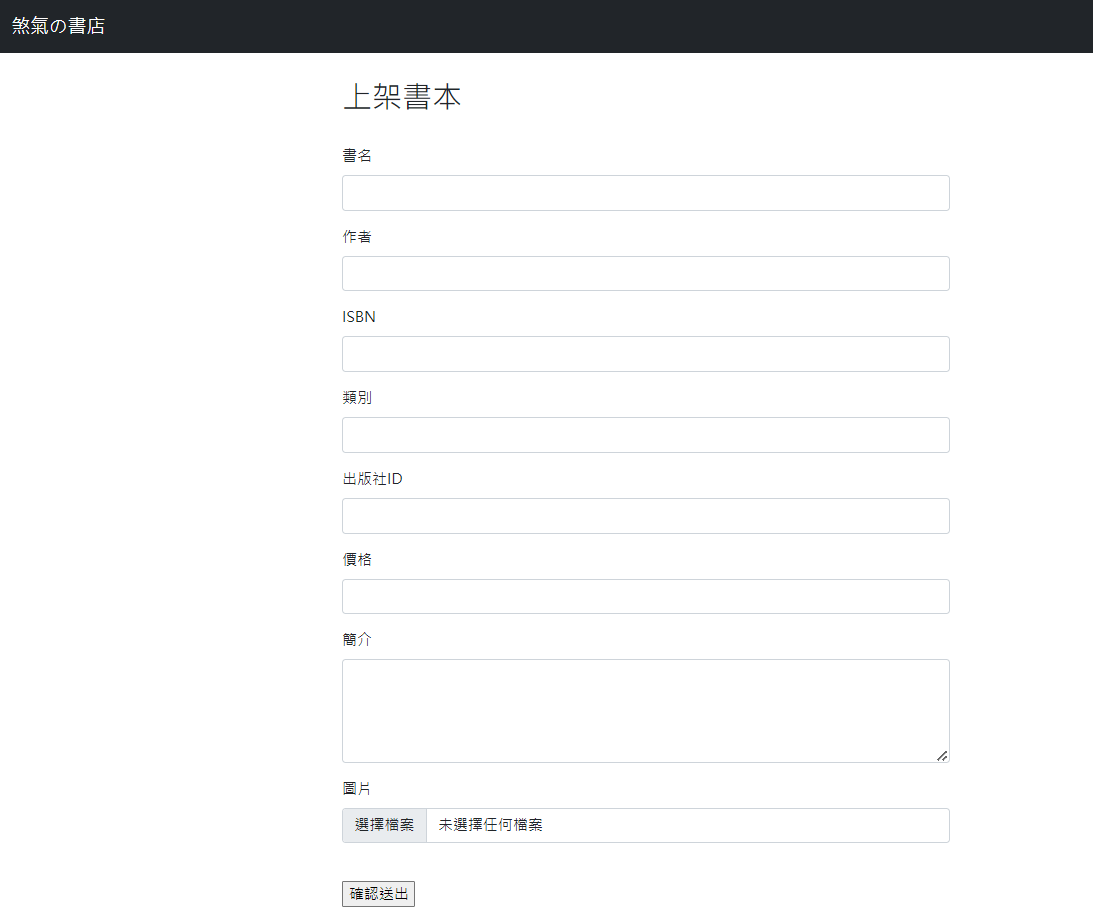 煞氣の書店
上架書本
書名
作者
ISBN
類別
出版社ID
價格
簡介
圖片
選擇檔案 未選擇任何檔案
確認送出